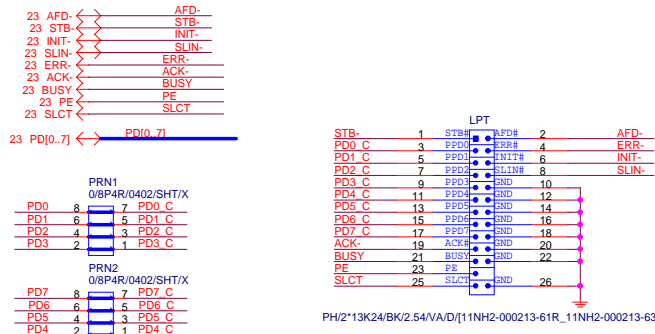 23 AFD- AFD-
23 STB- STB-
23 INIT- INIT-
23 SLIN- SLIN-
23 ERR- ERR-
23 ACK- ACK-
23 BUSY BUSY
23 PE PE
23 SLCT SLCT
23 PD[0..7] PD[0..7]
PRN1
0/8P4R/0402/SHT/X
PD0 8 7 PD0_C
PD1 6 5 PD1_C
PD2 4 3 PD2_C
PD3 2 1 PD3_C
PRN2
0/8P4R/0402/SHT/X
PD7 8 7 PD7_C
PD6 6 5 PD6_C
PD5 4 3 PD5_C
PD4 2 1 PD4_C
LPT
STB- 1 STB# AFD# 2 AFD-
PD0_C 3 PPD0 ERR# 4 ERR-
PD1_C 5 PPD1 INIT# 6 INIT-
PD2_C 7 PPD2 SLIN# 8 SLIN-
PD3_C 9 PPD3 GND 10
PD4_C 11 PPD4 GND 12
PD5_C 13 PPD5 GND 14
PD6_C 15 PPD6 GND 16
PD7_C 17 PPD7 GND 18
ACK- 19 ACK# GND 20
BUSY 21 BUSY GND 22
PE 23 PE
SLCT 25 SLCT GND 26
PH/2*13K24/BK/2.54/VA/D/[11NH2-000213-61R_11NH2-000213-63